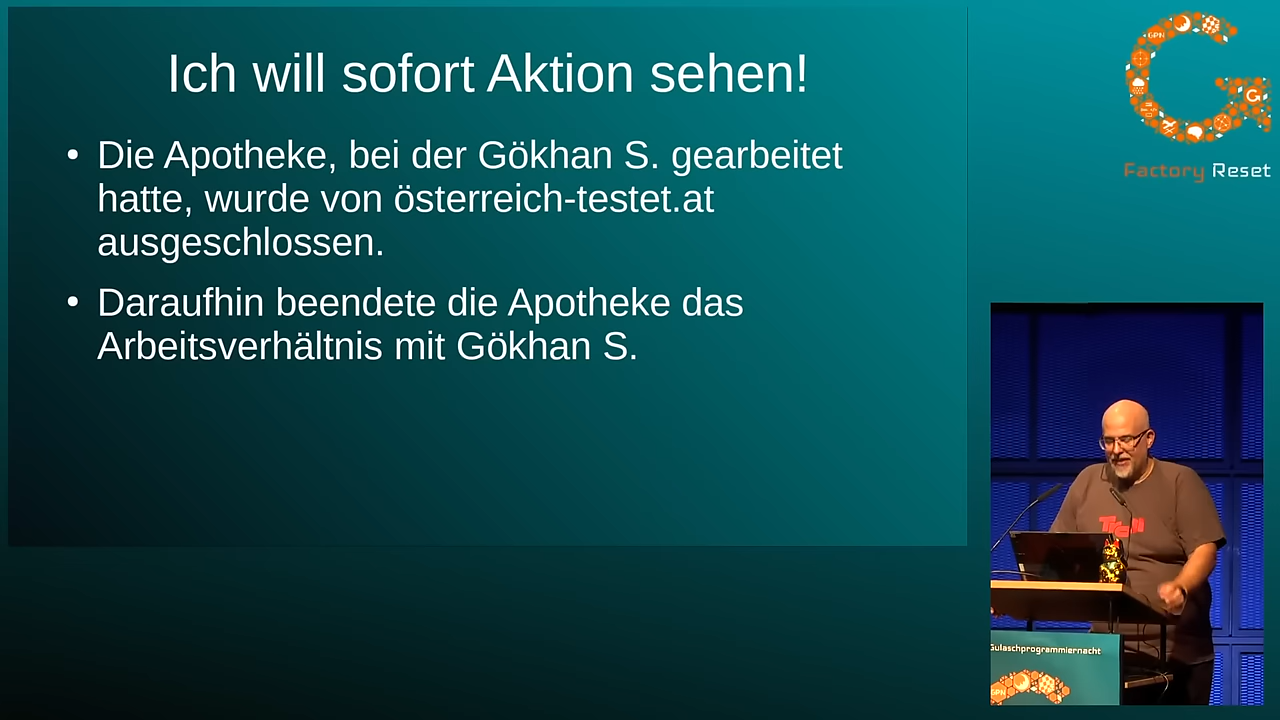 Ich will sofort Aktion sehen!
• Die Apotheke, bei der Gökhan S. gearbeitet
hatte, wurde von österreich-testet.at
ausgeschlossen.
• Daraufhin beendete die Apotheke das
Arbeitsverhältnis mit Gökhan S.
GPN
G
Factory Reset
Gulaschprogrammiernacht
GPN